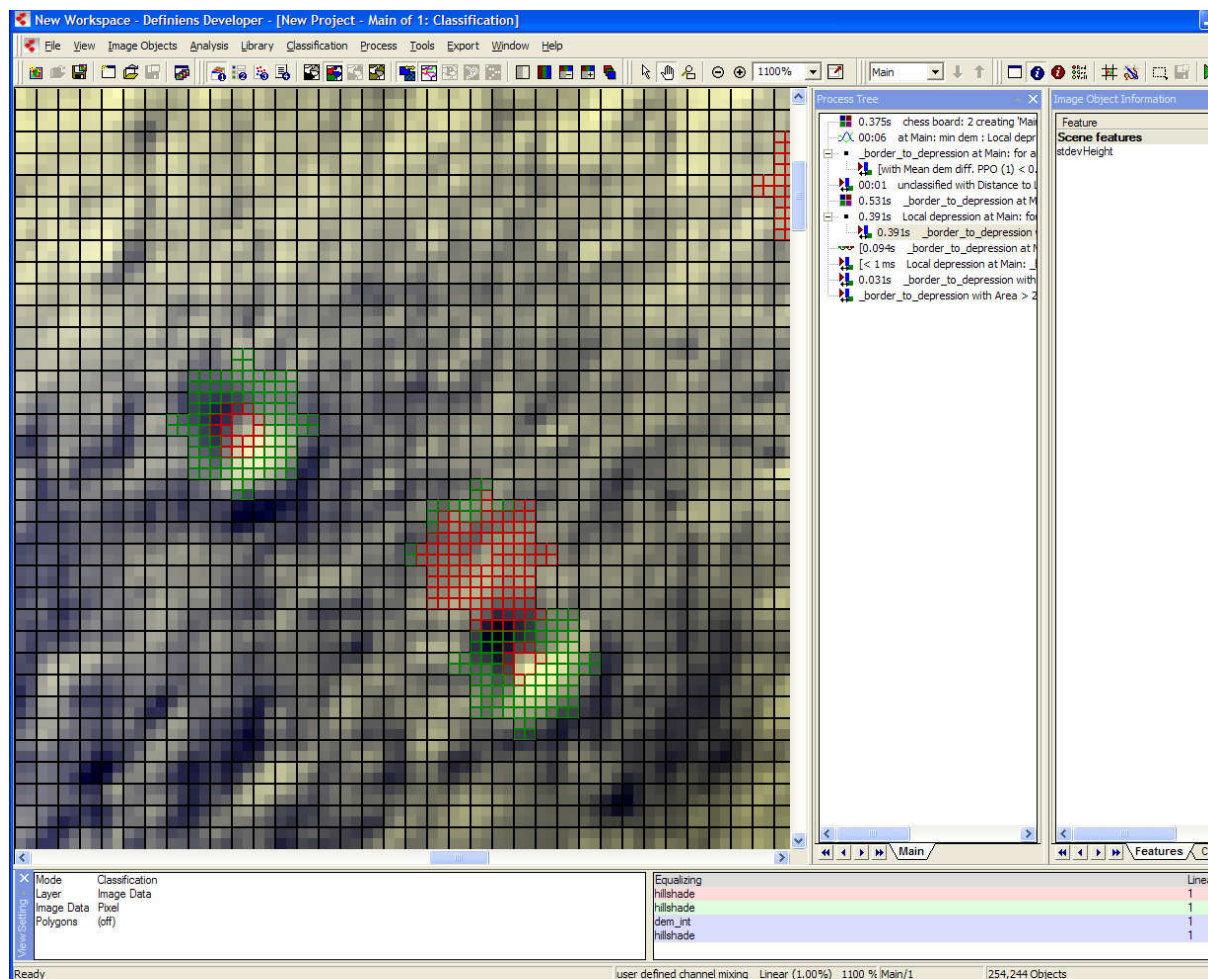 New Workspace - Definiens Developer - [New Project - Main of 1: Classification]
File View Image Objects Analysis Library Classification Process Tools Export Window Help
1100% Main
Process Tree
0.375s chess board: 2 creating 'Mai
00:06 at Main: min dem : Local depr
_border_to_depression at Main: for a
[with Mean dem diff. PPO (1) < 0.
00:01 unclassified with Distance to L
0.531s _border_to_depression at M
0.391s Local depression at Main: for
0.391s _border_to_depression
[0.094s _border_to_depression at M
[< 1 ms Local depression at Main: _b
0.031s _border_to_depression with
_border_to_depression with Area > 2
Main
Image Object Information
Feature
Scene features
stdevHeight
Features
View Setting
Mode Classification
Layer Image Data
Image Data Pixel
Polygons (off)
Equalizing Linea
hillshade 1
hillshade 1
dem_int 1
hillshade 1
Ready user defined channel mixing Linear (1.00%) 1100 % Main/1 254,244 Objects